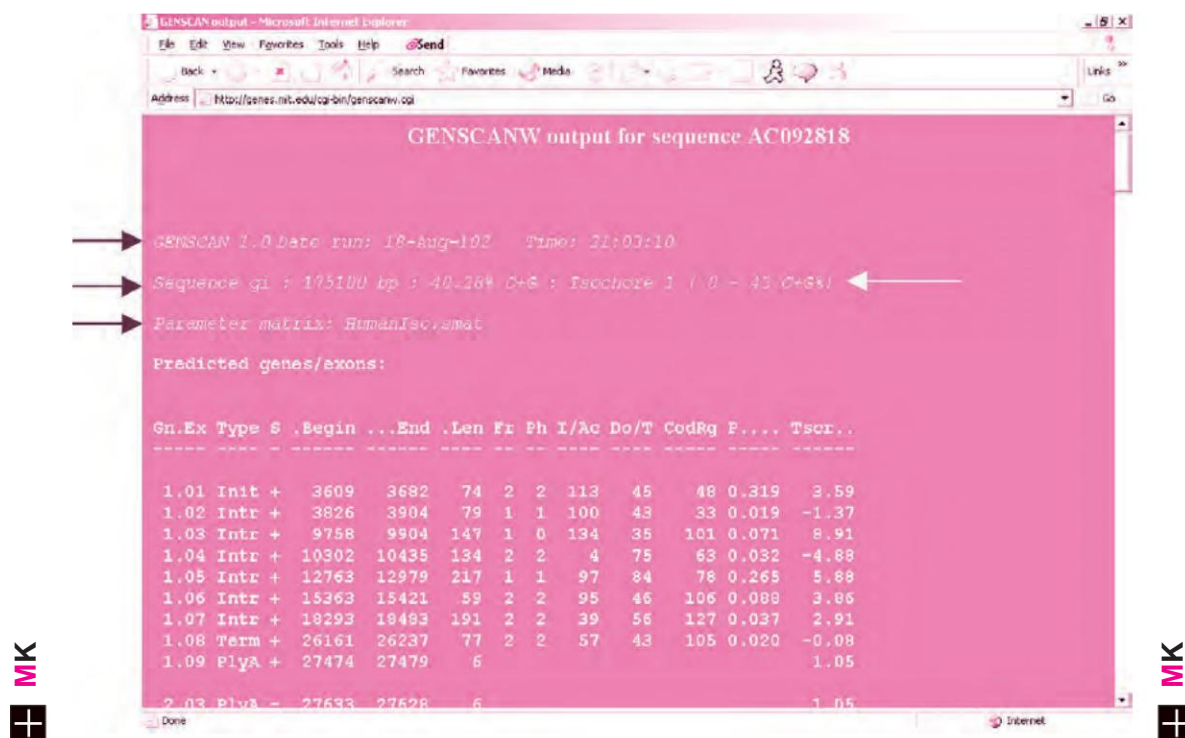 GENSCAN output - Microsoft Internet Explorer
File Edit View Favorites Tools Help Send
Back Search Favorites Media Links »
Address http://genes.mit.edu/cgi-bin/genscanw.cgi Go
GENSCANW output for sequence AC092818
GENSCAN 1.0 Date run: 18-Aug-102 Time: 21:03:10
Sequence gi : 175100 bp : 40.28% C+G : Isochore 1 ( 0 - 43 C+G%)
Parameter matrix: HumanIso.smat
Predicted genes/exons:
Gn.Ex Type S .Begin ...End .Len Fr Ph I/Ac Do/T CodRg P.... Tscr..
----- ---- - ------ ------ ---- -- -- ---- ---- ----- ----- ------
1.01 Init + 3609 3682 74 2 2 113 45 48 0.319 3.59
1.02 Intr + 3826 3904 79 1 1 100 43 33 0.019 -1.37
1.03 Intr + 9758 9904 147 1 0 134 35 101 0.071 8.91
1.04 Intr + 10302 10435 134 2 2 4 75 63 0.032 -4.88
1.05 Intr + 12763 12979 217 1 1 97 84 78 0.265 5.88
1.06 Intr + 15363 15421 59 2 2 95 46 106 0.088 3.86
1.07 Intr + 18293 18483 191 2 2 39 56 127 0.037 2.91
1.08 Term + 26161 26237 77 2 2 57 43 105 0.020 -0.08
1.09 PlyA + 27474 27479 6 1.05
2.03 PlyA - 27633 27628 6 1.05
Done Internet
MK
MK